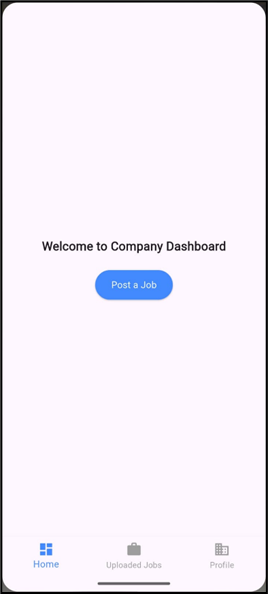 Welcome to Company Dashboard
Post a Job
Home
Uploaded Jobs
Profile